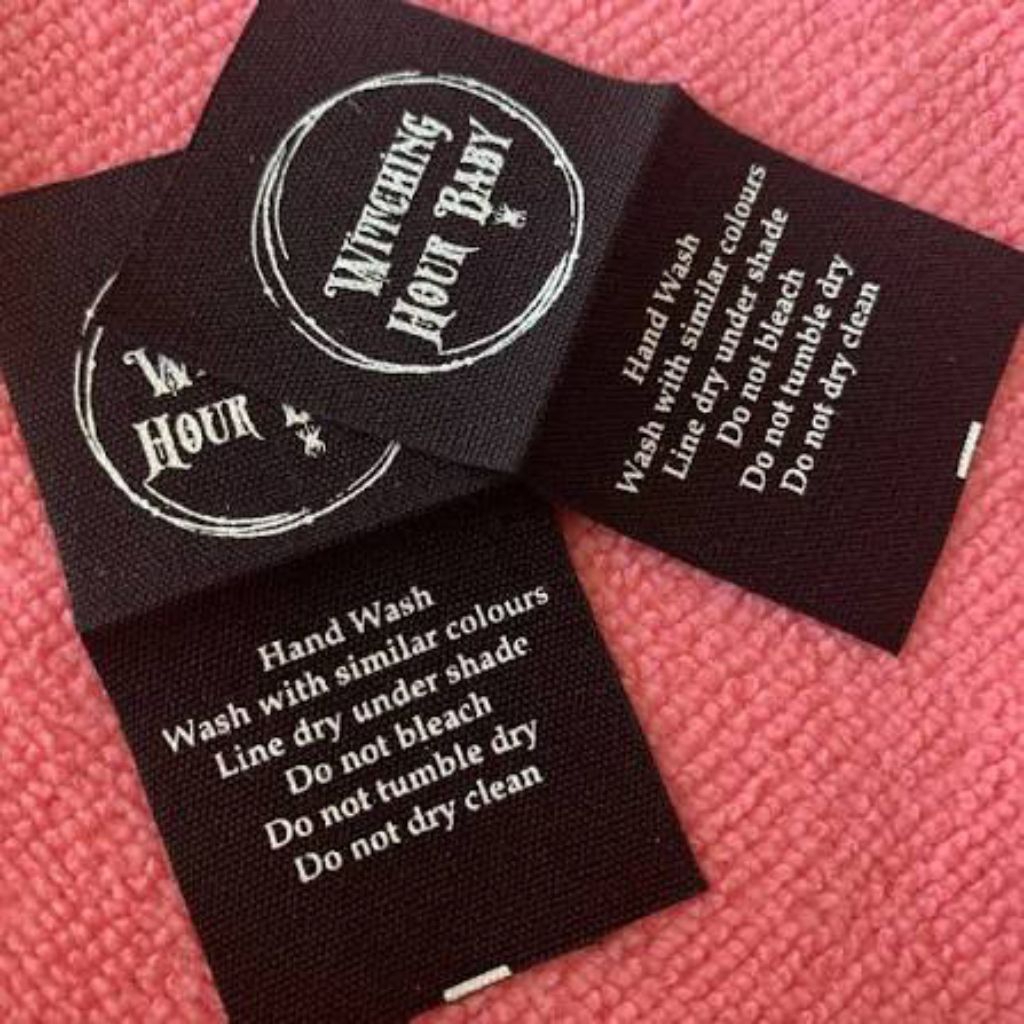 WITCHING
HOUR BABY
Hand Wash
Wash with similar colours
Line dry under shade
Do not bleach
Do not tumble dry
Do not dry clean
HOUR
Hand Wash
Wash with similar colours
Line dry under shade
Do not bleach
Do not tumble dry
Do not dry clean